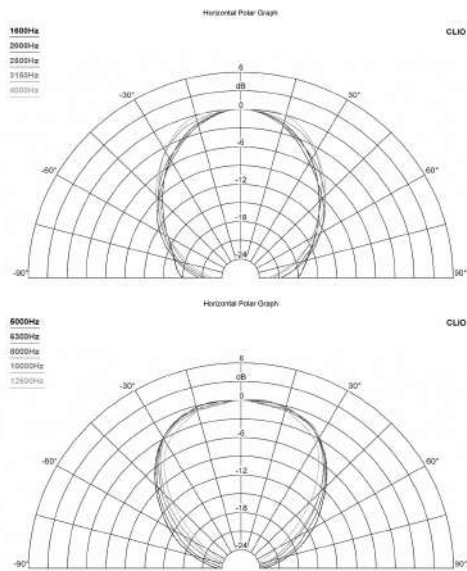 Horizontal Polar Graph
CLIO
1600Hz
2000Hz
2500Hz
3150Hz
4000Hz
6
dB
0
-6
-12
-18
-24
-30°
30°
-60°
60°
-90°
90°
Horizontal Polar Graph
CLIO
5000Hz
6300Hz
8000Hz
10000Hz
12500Hz
6
dB
0
-6
-12
-18
-24
-30°
30°
-60°
60°
-90°
90°